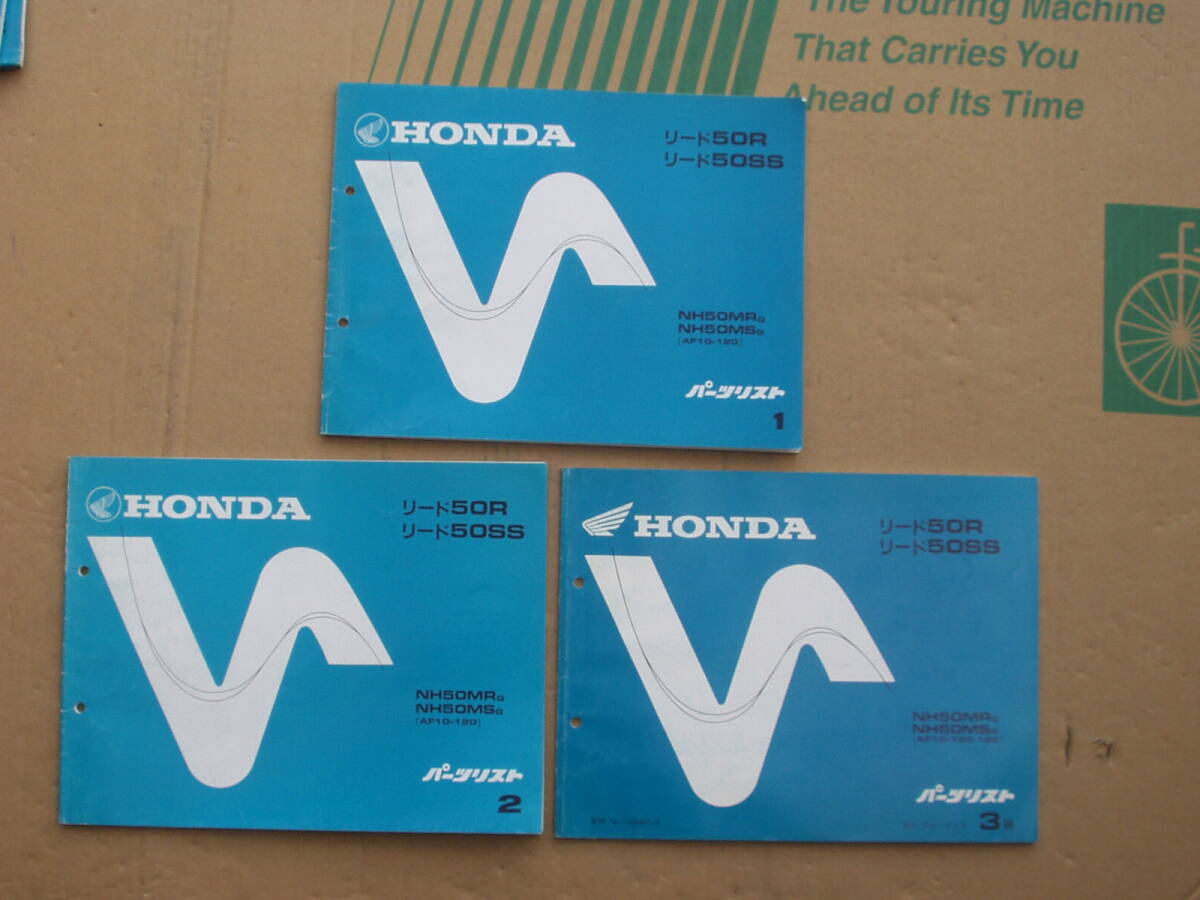 The Touring Machine
That Carries You
Ahead of Its Time
HONDA
リード50R
リード50SS
NH50MRG
NH50MSG
[AF10-120]
パーツリスト
1
HONDA
リード50R
リード50SS
NH50MRG
NH50MSG
[AF10-120]
パーツリスト
2
HONDA
リード50R
リード50SS
NH50MRG
NH50MSG
パーツリスト
3版